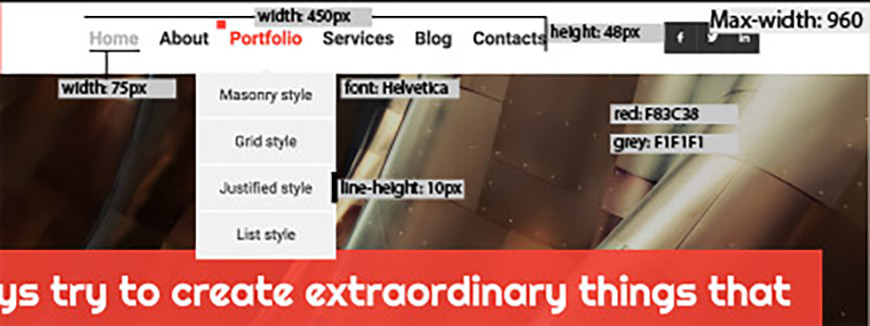 width: 450px
Max-width: 960
Home About Portfolio Services Blog Contacts
height: 48px
f in
width: 75px
Masonry style
font: Helvetica
Grid style
red: F83C38
grey: F1F1F1
Justified style
line-height: 10px
List style
ys try to create extraordinary things that